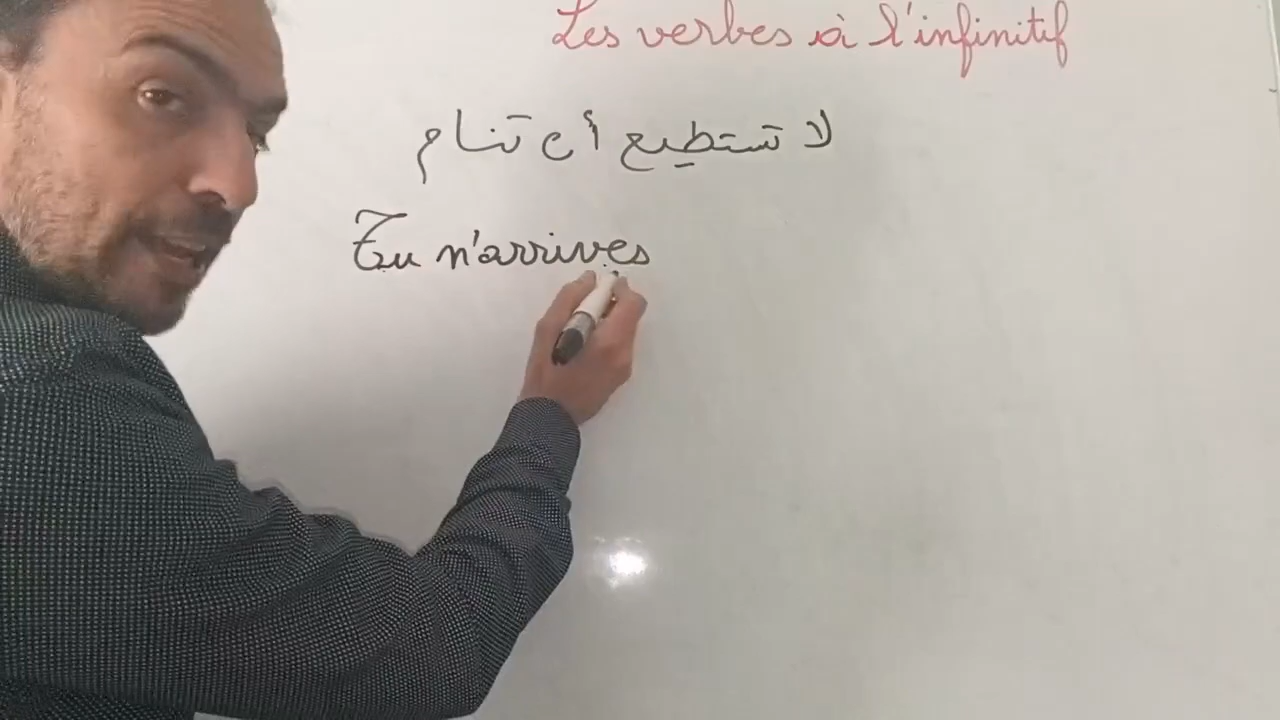 Les verbes à l'infinitif
لا تستطيع أن تنام
Tu n'arrives